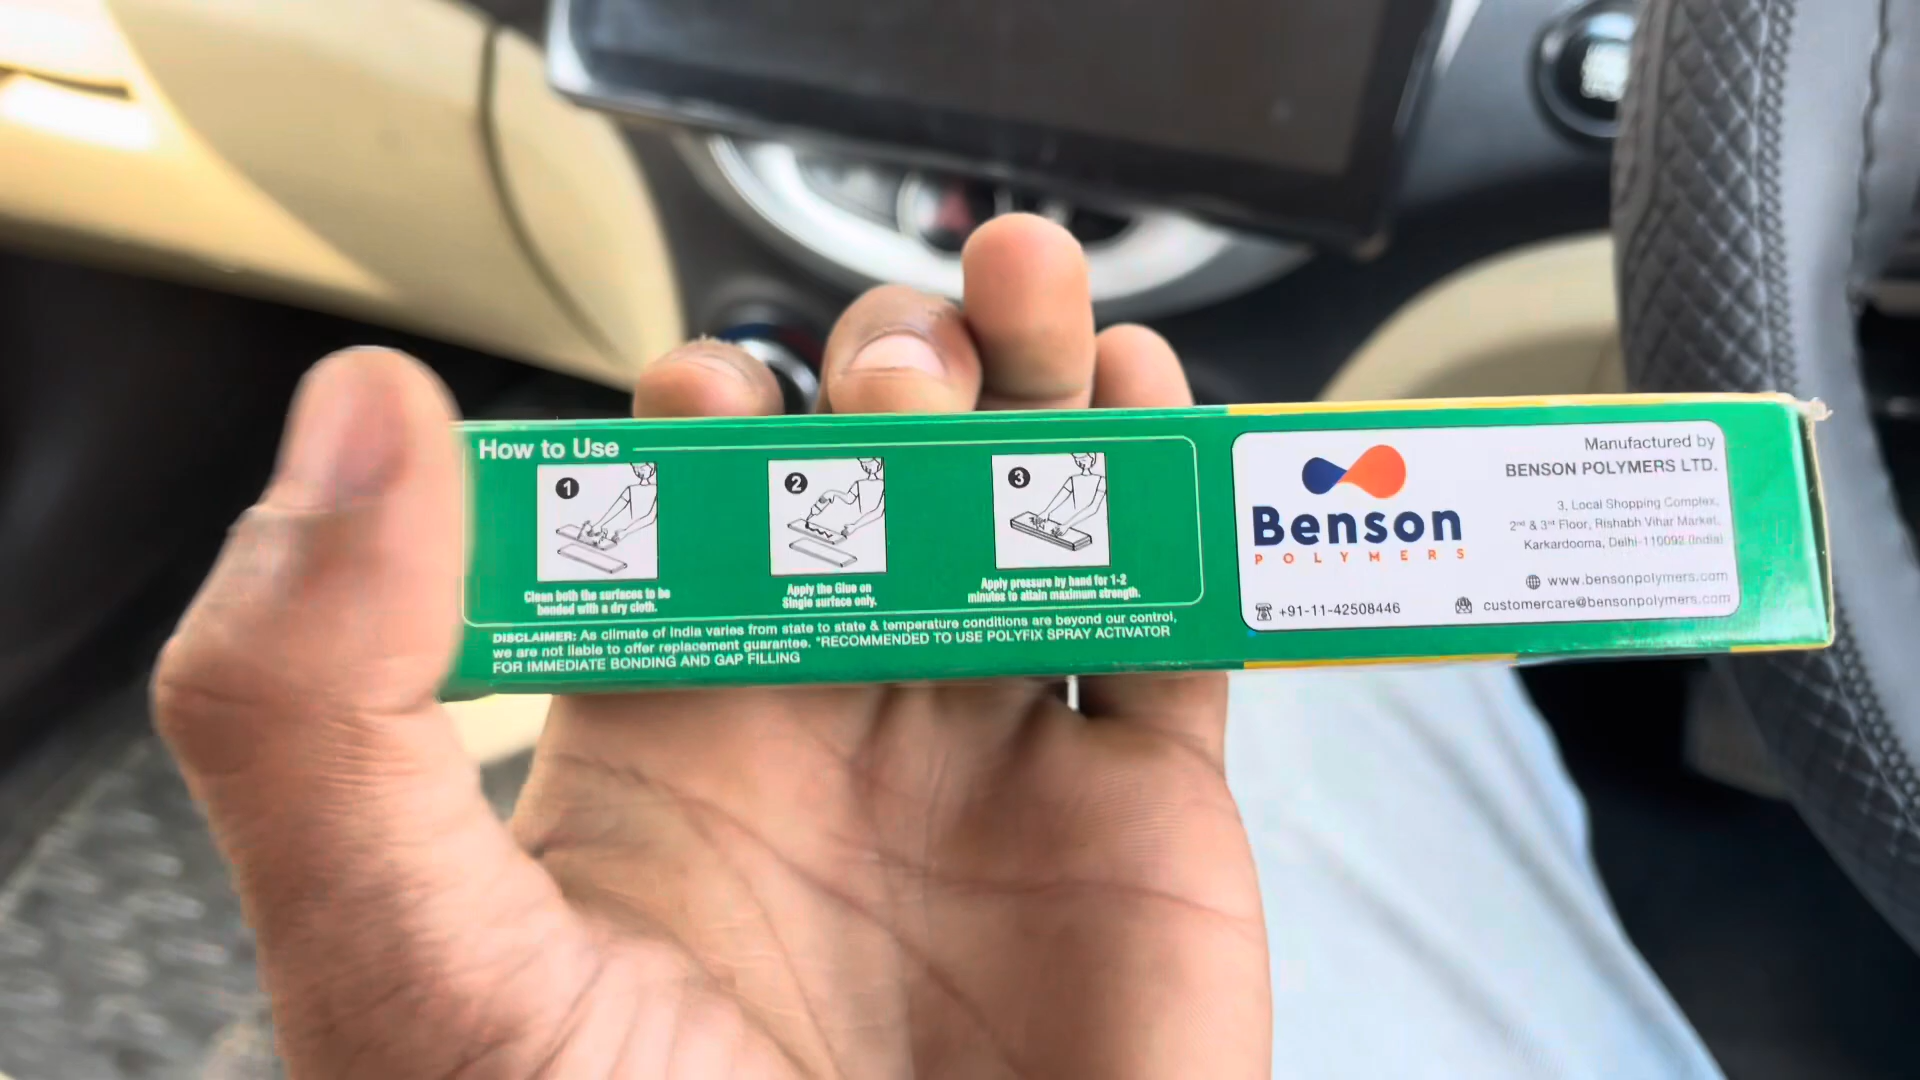 How to Use
1
2
3
Clean both the surfaces to be
bonded with a dry cloth.
Apply the Glue on
Single surface only.
Apply pressure by hand for 1-2
minutes to attain maximum strength.
DISCLAIMER: As climate of India varies from state to state & temperature conditions are beyond our control,
we are not liable to offer replacement guarantee. *RECOMMENDED TO USE POLYFIX SPRAY ACTIVATOR
FOR IMMEDIATE BONDING AND GAP FILLING
Benson
POLYMERS
Manufactured by
BENSON POLYMERS LTD.
3, Local Shopping Complex,
2nd & 3rd Floor, Rishabh Vihar Market,
Karkardooma, Delhi-110092 (India)
www.bensonpolymers.com
+91-11-42508446
customercare@bensonpolymers.com